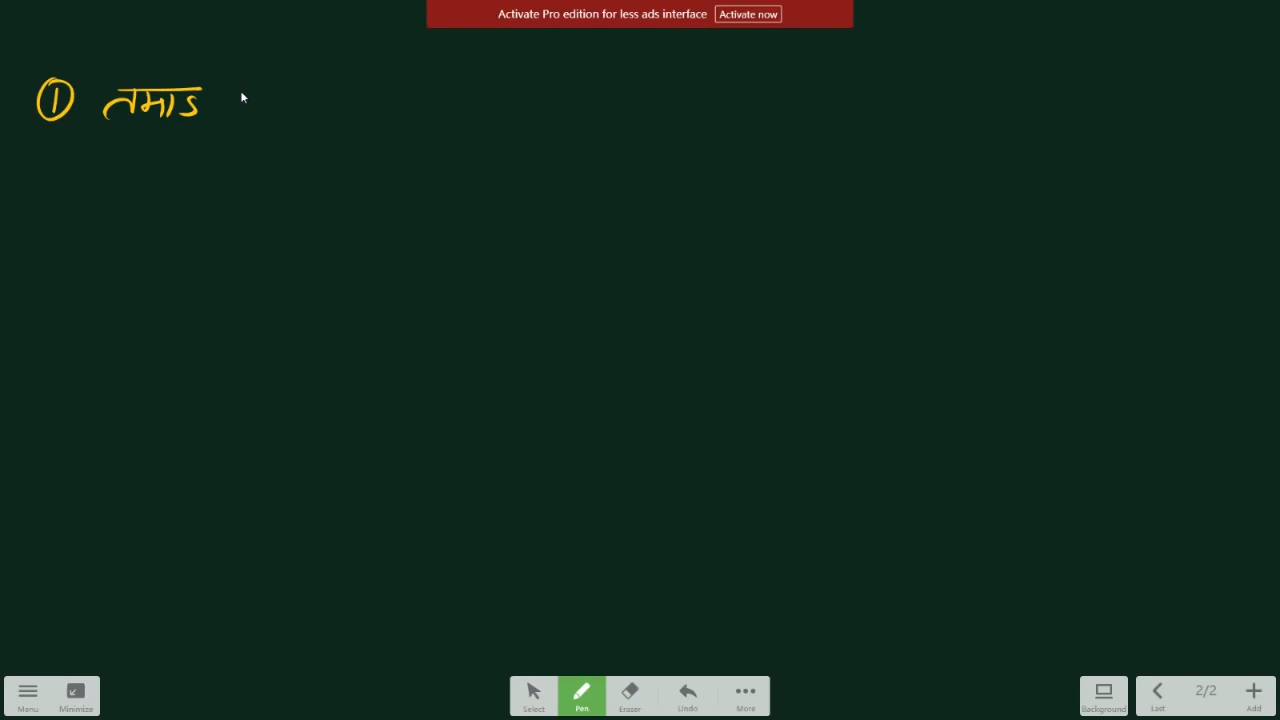 Activate Pro edition for less ads interface Activate now
① तमाड
Menu Minimize Select Pen Eraser Undo More Background Last 2/2 Add